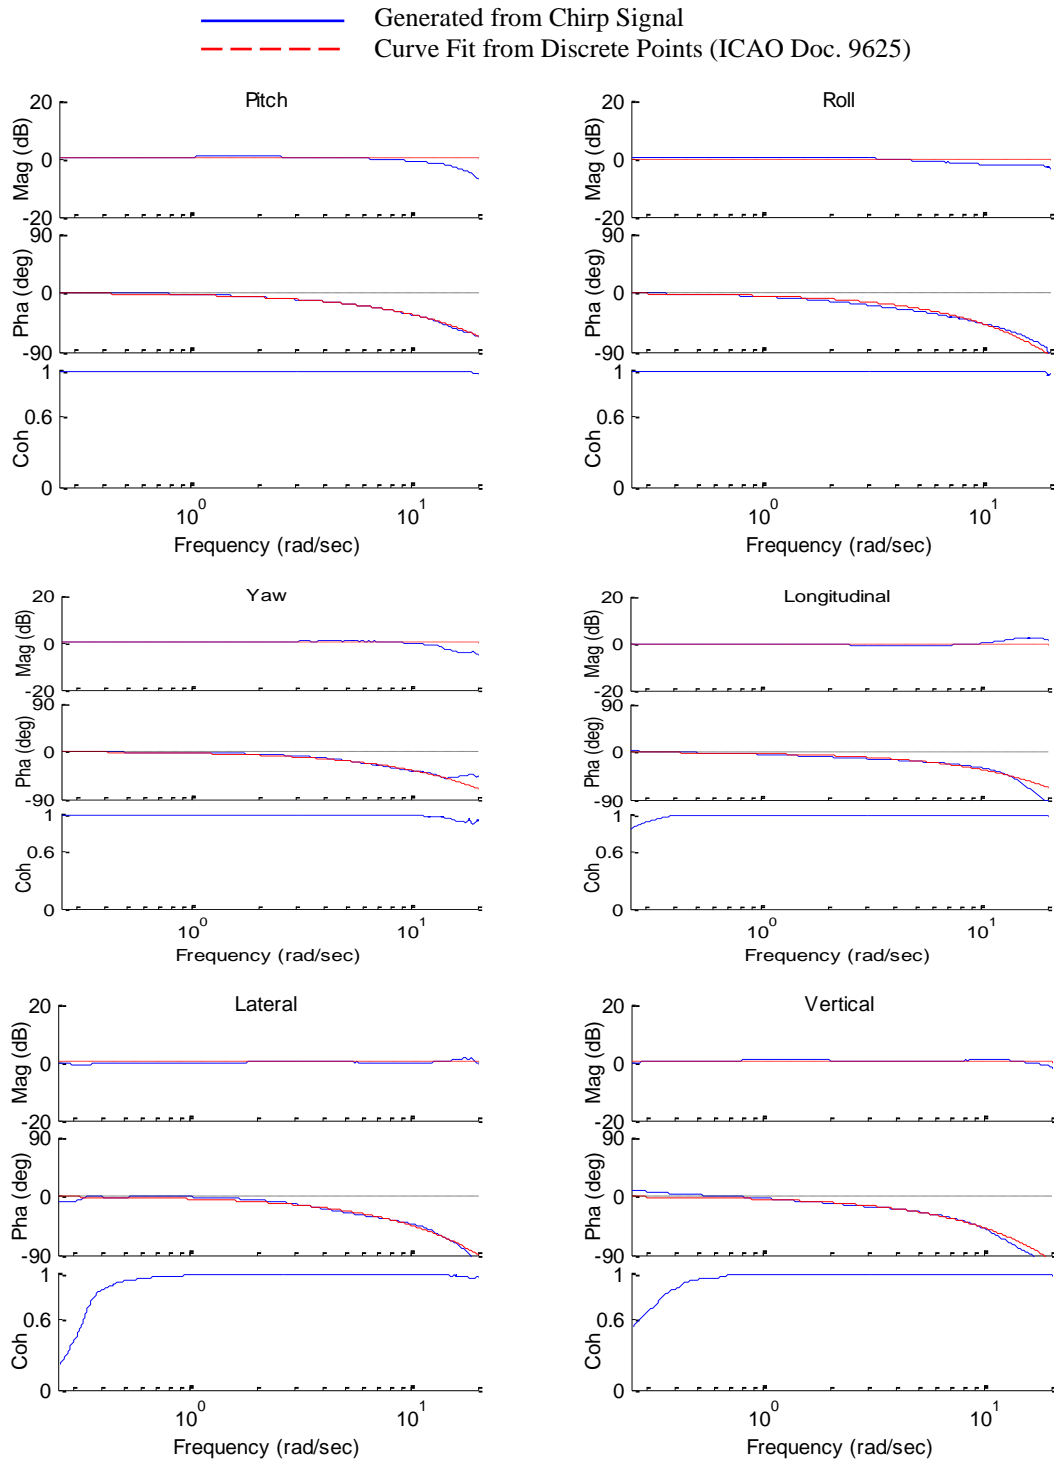 Generated from Chirp Signal
Curve Fit from Discrete Points (ICAO Doc. 9625)
Pitch
Mag (dB)
20
0
-20
Pha (deg)
90
0
-90
Coh
1
0.6
0
10^0
10^1
Frequency (rad/sec)
Roll
Mag (dB)
20
0
-20
Pha (deg)
90
0
-90
Coh
1
0.6
0
10^0
10^1
Frequency (rad/sec)
Yaw
Mag (dB)
20
0
-20
Pha (deg)
90
0
-90
Coh
1
0.6
0
10^0
10^1
Frequency (rad/sec)
Longitudinal
Mag (dB)
20
0
-20
Pha (deg)
90
0
-90
Coh
1
0.6
0
10^0
10^1
Frequency (rad/sec)
Lateral
Mag (dB)
20
0
-20
Pha (deg)
90
0
-90
Coh
1
0.6
0
10^0
10^1
Frequency (rad/sec)
Vertical
Mag (dB)
20
0
-20
Pha (deg)
90
0
-90
Coh
1
0.6
0
10^0
10^1
Frequency (rad/sec)